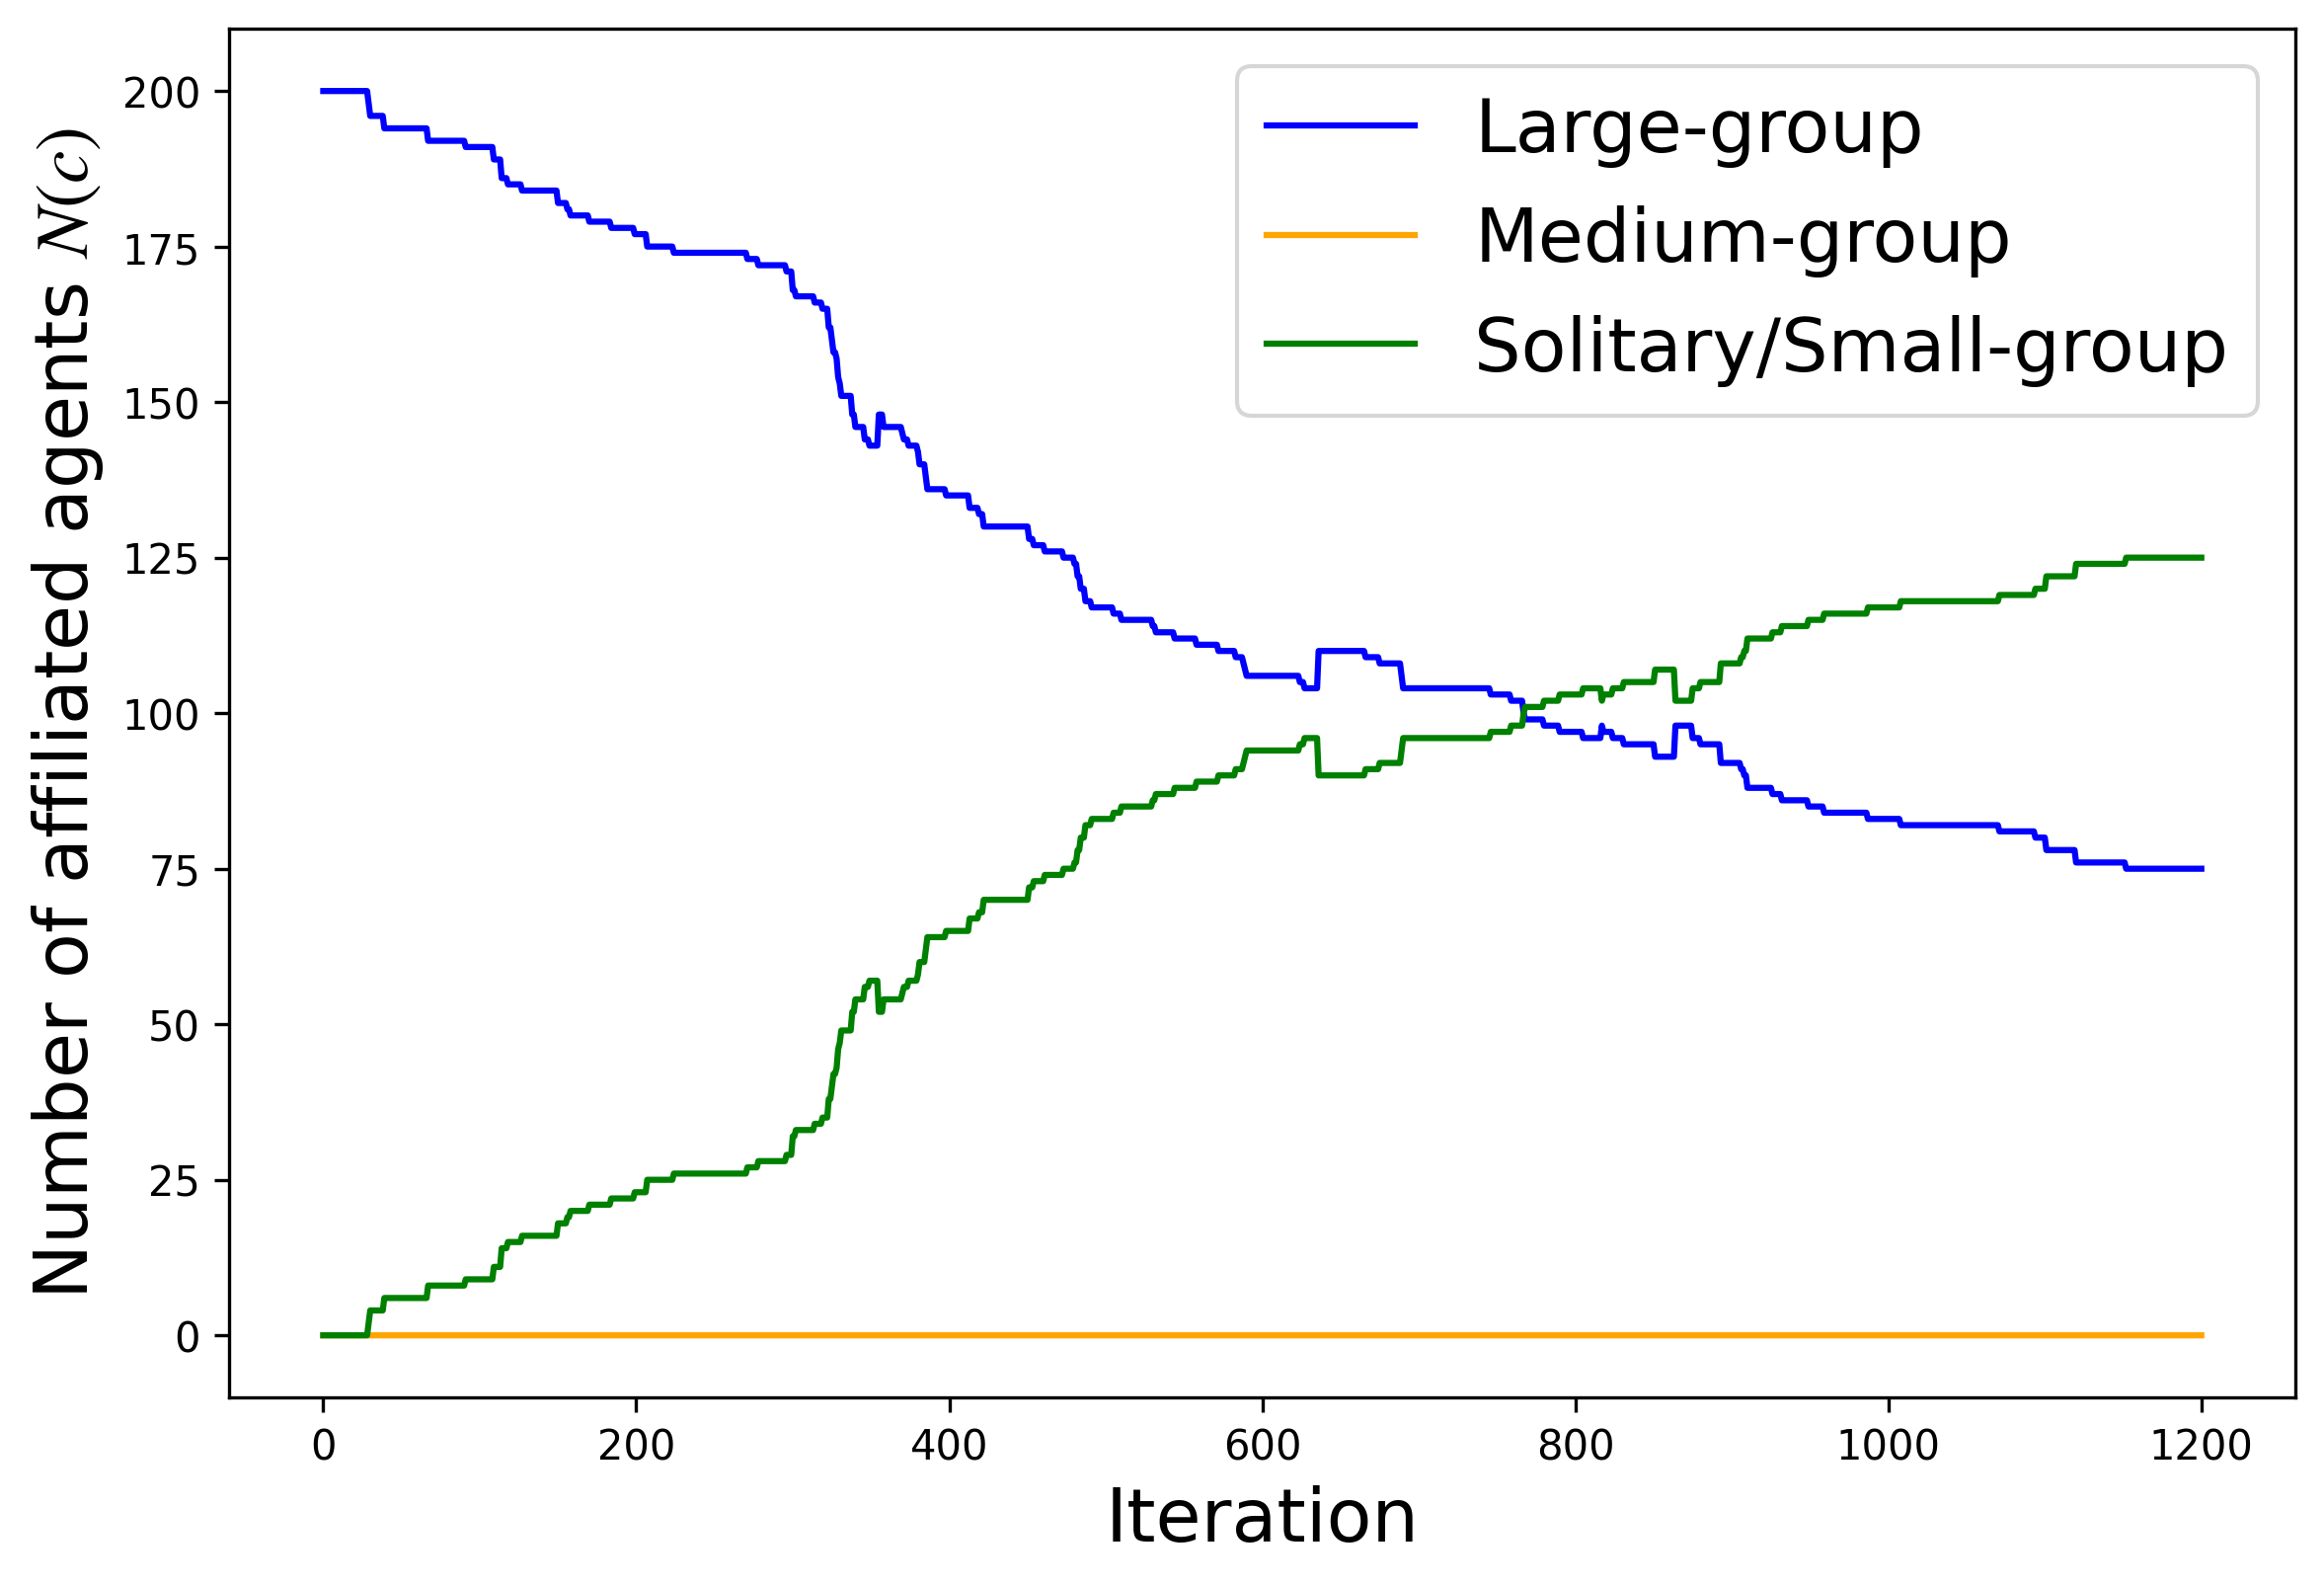 Number of affiliated agents N(c)
200
175
150
125
100
75
50
25
0
Large-group
Medium-group
Solitary/Small-group
0 200 400 600 800 1000 1200
Iteration